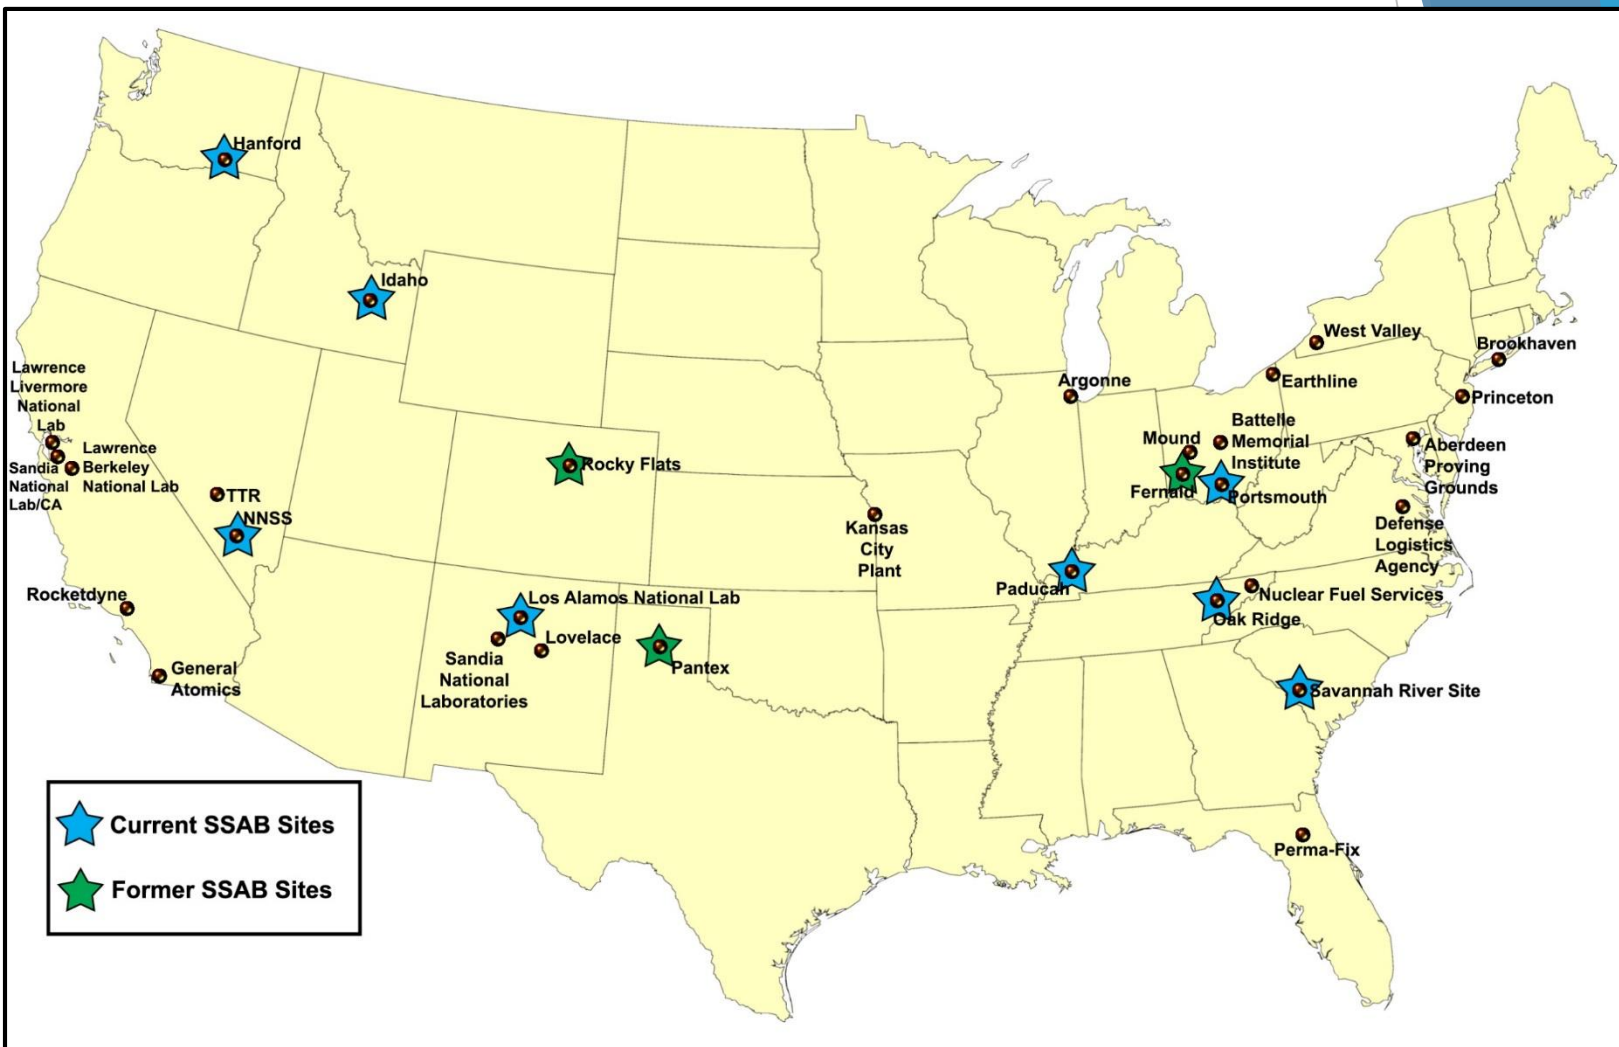 Hanford
Idaho
Lawrence
Livermore
National
Lab
Lawrence
Berkeley
National Lab
Sandia
National
Lab/CA
TTR
NNSS
Rocketdyne
General
Atomics
Rocky Flats
Los Alamos National Lab
Lovelace
Sandia
National
Laboratories
Pantex
Kansas
City
Plant
Argonne
Mound
Fernald
Battelle
Memorial
Institute
Portsmouth
Paducah
Oak Ridge
Nuclear Fuel Services
Savannah River Site
Perma-Fix
West Valley
Earthline
Brookhaven
Princeton
Aberdeen
Proving
Grounds
Defense
Logistics
Agency
Current SSAB Sites
Former SSAB Sites